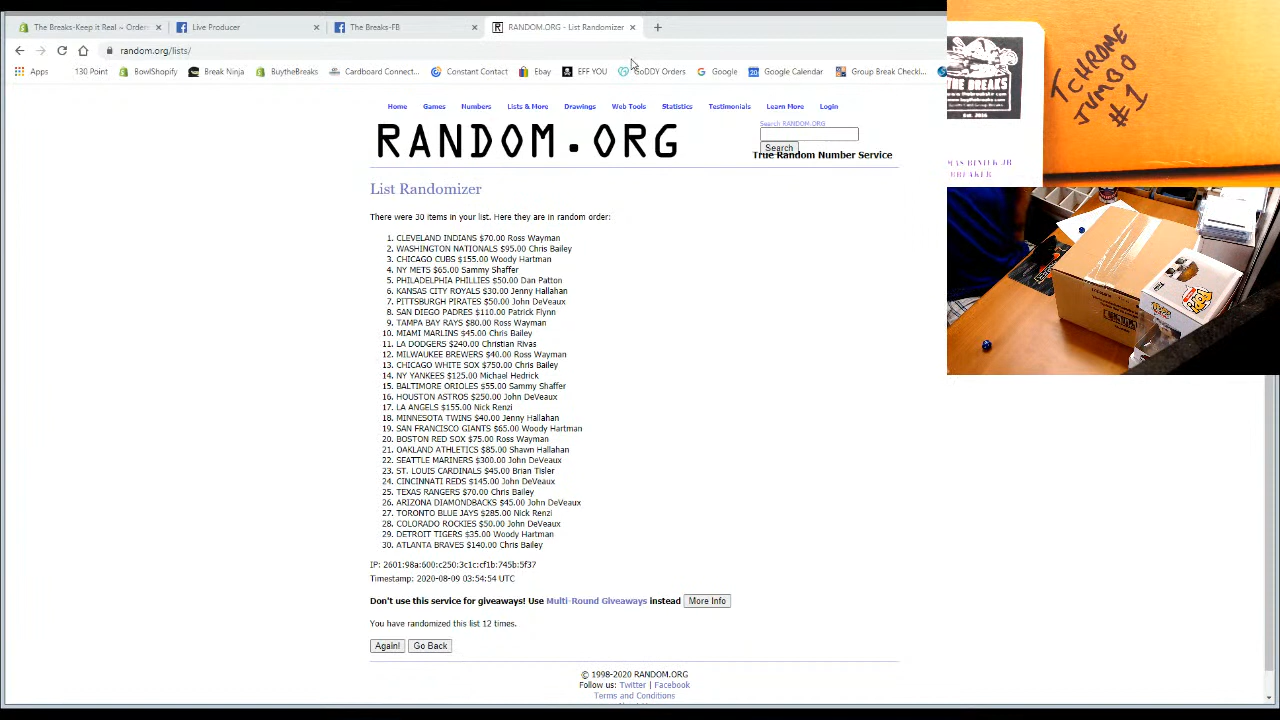 The Breaks-Keep it Real ~ Orders
Live Producer
The Breaks-FB
RANDOM.ORG - List Randomizer
random.org/lists/
Apps
130 Point
BowlShopify
Break Ninja
buytheBreaks
Cardboard Connect...
Constant Contact
Ebay
EFF YOU
GoDDY Orders
Google
Google Calendar
Group Break Checkl...
Home
Games
Numbers
Lists & More
Drawings
Web Tools
Statistics
Testimonials
Learn More
Login
Search RANDOM.ORG
Search
RANDOM.ORG
True Random Number Service
List Randomizer
There were 30 items in your list. Here they are in random order:
1. CLEVELAND INDIANS $70.00 Ross Wayman
2. WASHINGTON NATIONALS $95.00 Chris Bailey
3. CHICAGO CUBS $155.00 Woody Hartman
4. NY METS $65.00 Sammy Shaffer
5. PHILADELPHIA PHILLIES $50.00 Dan Patton
6. KANSAS CITY ROYALS $30.00 Jenny Hallahan
7. PITTSBURGH PIRATES $50.00 John DeVeaux
8. SAN DIEGO PADRES $110.00 Patrick Flynn
9. TAMPA BAY RAYS $80.00 Ross Wayman
10. MIAMI MARLINS $45.00 Chris Bailey
11. LA DODGERS $240.00 Christian Rivas
12. MILWAUKEE BREWERS $40.00 Ross Wayman
13. CHICAGO WHITE SOX $750.00 Chris Bailey
14. NY YANKEES $125.00 Michael Hedrick
15. BALTIMORE ORIOLES $55.00 Sammy Shaffer
16. HOUSTON ASTROS $250.00 John DeVeaux
17. LA ANGELS $155.00 Nick Renzi
18. MINNESOTA TWINS $40.00 Jenny Hallahan
19. SAN FRANCISCO GIANTS $65.00 Woody Hartman
20. BOSTON RED SOX $75.00 Ross Wayman
21. OAKLAND ATHLETICS $85.00 Shawn Hallahan
22. SEATTLE MARINERS $300.00 John DeVeaux
23. ST. LOUIS CARDINALS $45.00 Brian Tisler
24. CINCINNATI REDS $145.00 John DeVeaux
25. TEXAS RANGERS $70.00 Chris Bailey
26. ARIZONA DIAMONDBACKS $45.00 John DeVeaux
27. TORONTO BLUE JAYS $285.00 Nick Renzi
28. COLORADO ROCKIES $50.00 John DeVeaux
29. DETROIT TIGERS $35.00 Woody Hartman
30. ATLANTA BRAVES $140.00 Chris Bailey
IP: 2601:98a:600:c250:3c1c:cf1b:745b:5f37
Timestamp: 2020-08-09 03:54:54 UTC
Don't use this service for giveaways! Use Multi-Round Giveaways instead
More Info
You have randomized this list 12 times.
Again!
Go Back
© 1998-2020 RANDOM.ORG
Follow us: Twitter | Facebook
Terms and Conditions
THE BREAKS
TCHROME
JUMBO
#1